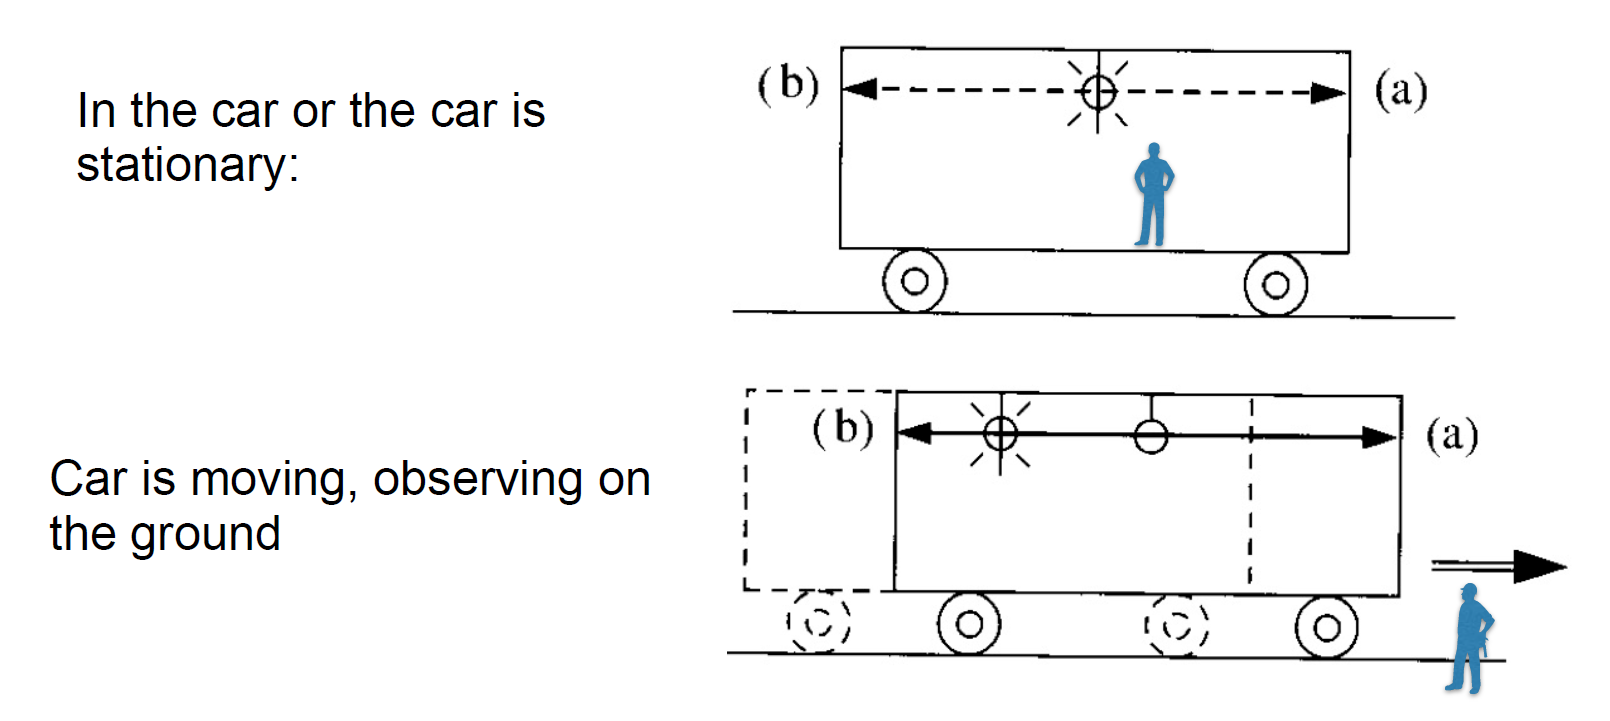 In the car or the car is
stationary:
(b)
(a)
Car is moving, observing on
the ground
(b)
(a)